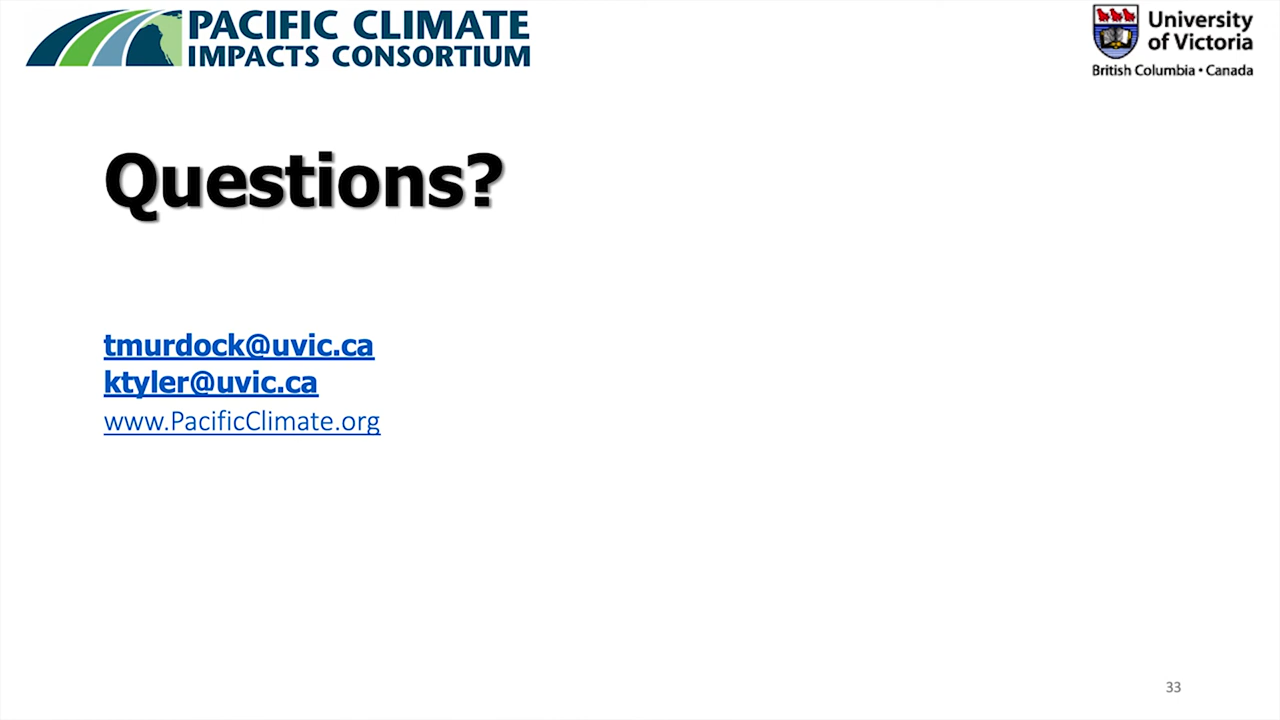 PACIFIC CLIMATE
IMPACTS CONSORTIUM
University
of Victoria
British Columbia • Canada
Questions?
tmurdock@uvic.ca
ktyler@uvic.ca
www.PacificClimate.org
33